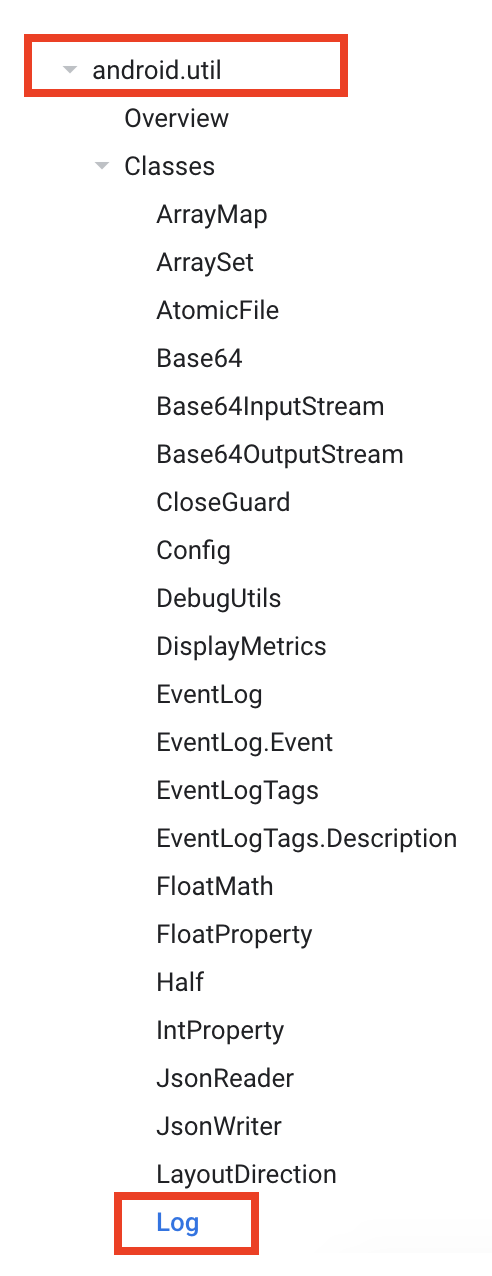 android.util
Overview
Classes
ArrayMap
ArraySet
AtomicFile
Base64
Base64InputStream
Base64OutputStream
CloseGuard
Config
DebugUtils
DisplayMetrics
EventLog
EventLog.Event
EventLogTags
EventLogTags.Description
FloatMath
FloatProperty
Half
IntProperty
JsonReader
JsonWriter
LayoutDirection
Log